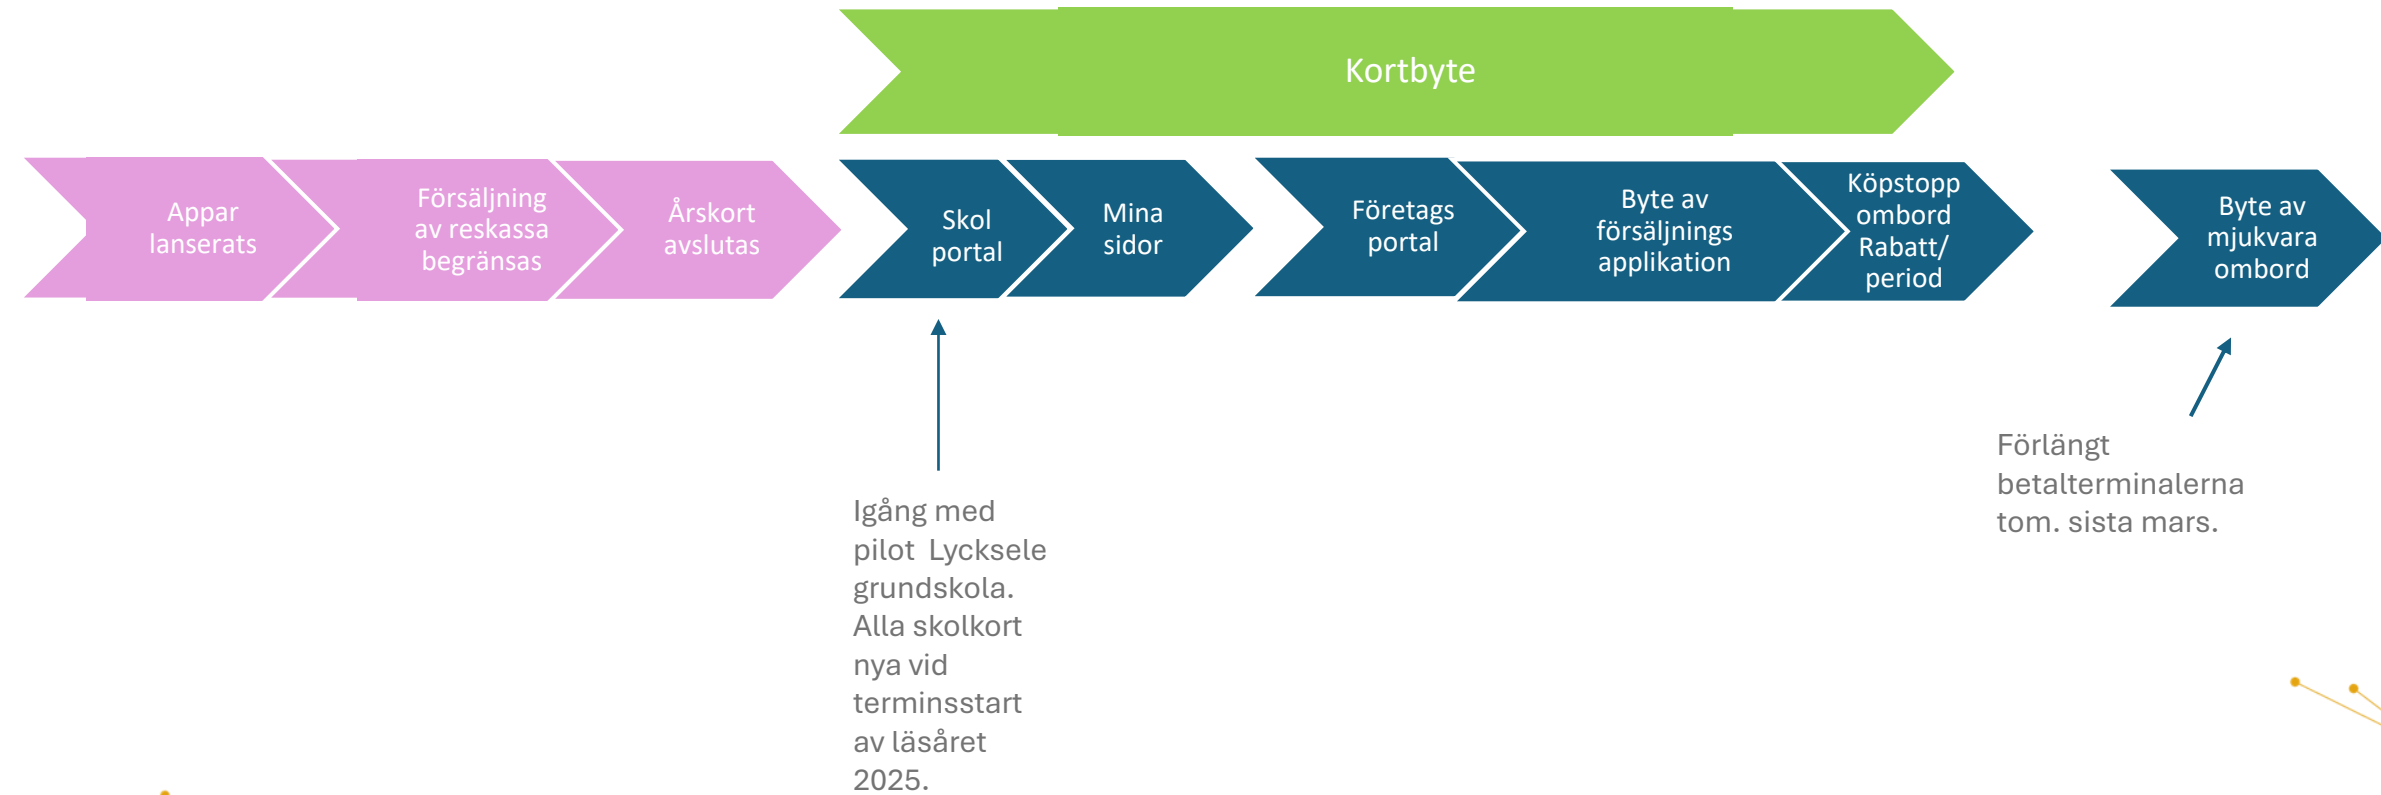 Kortbyte
Appar
lanserats
Försäljning
av reskassa
begränsas
Årskort
avslutas
Skol
portal
Mina
sidor
Företags
portal
Byte av
försäljnings
applikation
Köpstopp
ombord
Rabatt/
period
Byte av
mjukvara
ombord
Igång med
pilot  Lycksele
grundskola.
Alla skolkort
nya vid
terminsstart
av läsåret
2025.
Förlängt
betalterminalerna
tom. sista mars.